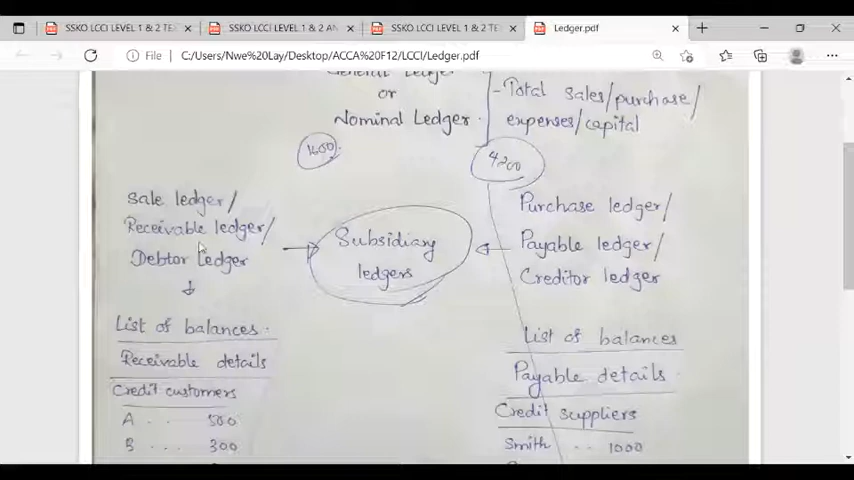 SSKO LCCI LEVEL 1 & 2 TE
SSKO LCCI LEVEL 1 & 2 AN
SSKO LCCI LEVEL 1 & 2 TE
Ledger.pdf
File
C:/Users/Nwe%20Lay/Desktop/ACCA%20F12/LCCI/Ledger.pdf
General Ledger
or
Nominal Ledger
- Total sales/purchase/
expenses/capital
4200
Sale ledger/
Receivable ledger/
Debtor Ledger
Subsidiary
ledgers
Purchase ledger/
Payable ledger/
Creditor ledger
List of balances
Receivable details
Credit customers
A .. 500
B .... 300
List of balances
Payable details
Credit suppliers
Smith .. 1000